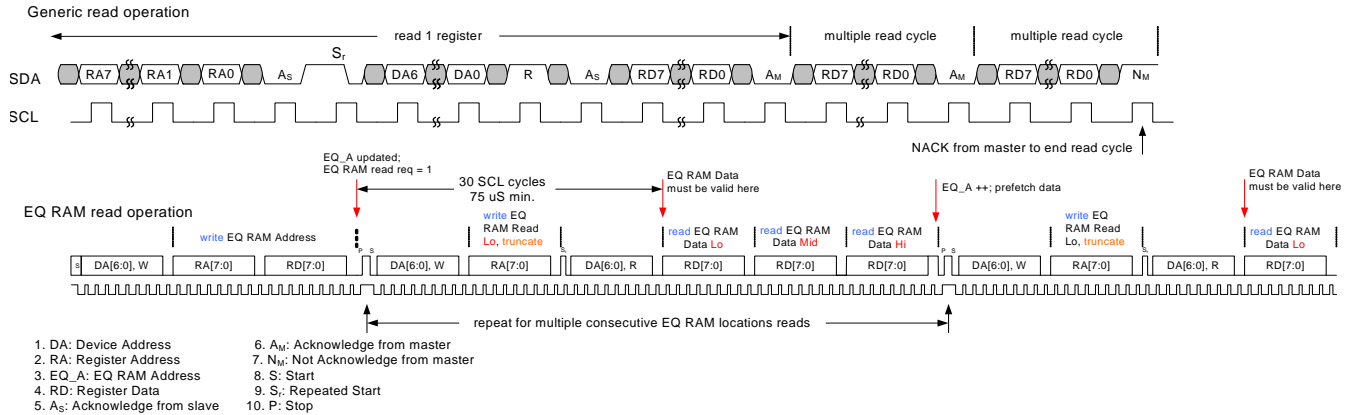 Generic read operation
read 1 register
multiple read cycle
multiple read cycle
Sr
SDA
RA7 RA1 RA0 AS DA6 DA0 R AS RD7 RD0 AM RD7 RD0 AM RD7 RD0 NM
SCL
NACK from master to end read cycle
EQ_A updated;
EQ RAM read req = 1
30 SCL cycles
75 uS min.
EQ RAM Data
must be valid here
EQ_A ++; prefetch data
EQ RAM Data
must be valid here
EQ RAM read operation
write EQ RAM Address
write EQ
RAM Read
Lo, truncate
read EQ RAM
Data Lo
read EQ RAM
Data Mid
read EQ RAM
Data Hi
write EQ
RAM Read
Lo, truncate
read EQ RAM
Data Lo
P S Sr P S Sr
S DA[6:0], W RA[7:0] RD[7:0] DA[6:0], W RA[7:0] DA[6:0], R RD[7:0] RD[7:0] RD[7:0] DA[6:0], W RA[7:0] DA[6:0], R RD[7:0]
repeat for multiple consecutive EQ RAM locations reads
1. DA: Device Address
2. RA: Register Address
3. EQ_A: EQ RAM Address
4. RD: Register Data
5. AS: Acknowledge from slave
6. AM: Acknowledge from master
7. NM: Not Acknowledge from master
8. S: Start
9. Sr: Repeated Start
10. P: Stop